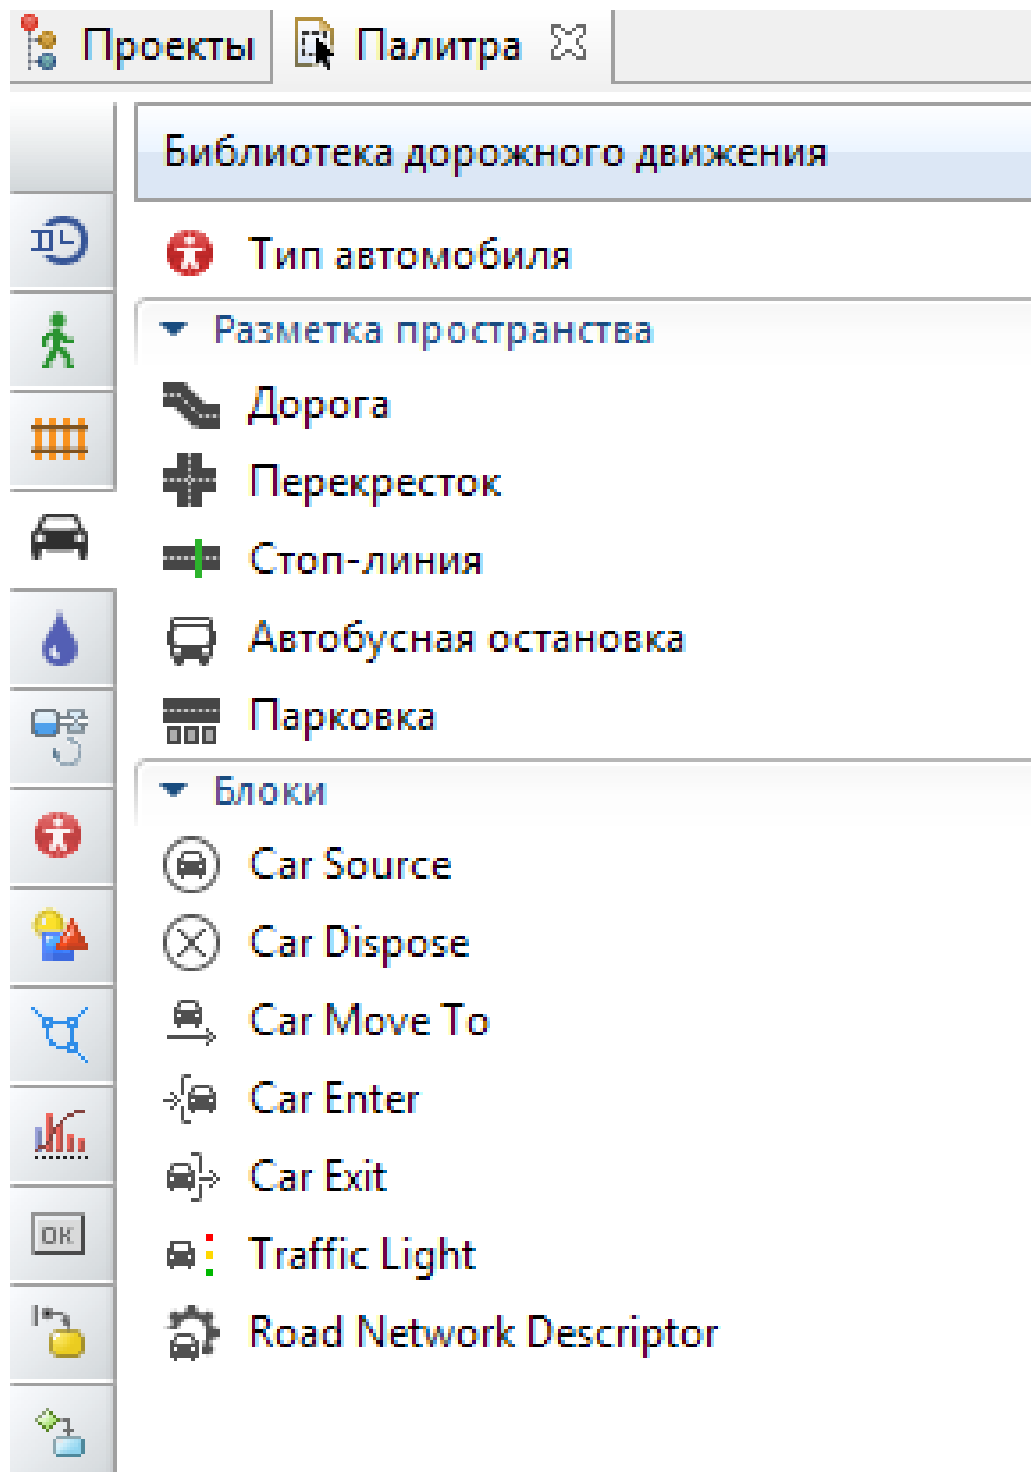 Проекты Палитра
Библиотека дорожного движения
Тип автомобиля
Разметка пространства
Дорога
Перекресток
Стоп-линия
Автобусная остановка
Парковка
Блоки
Car Source
Car Dispose
Car Move To
Car Enter
Car Exit
OK
Traffic Light
Road Network Descriptor